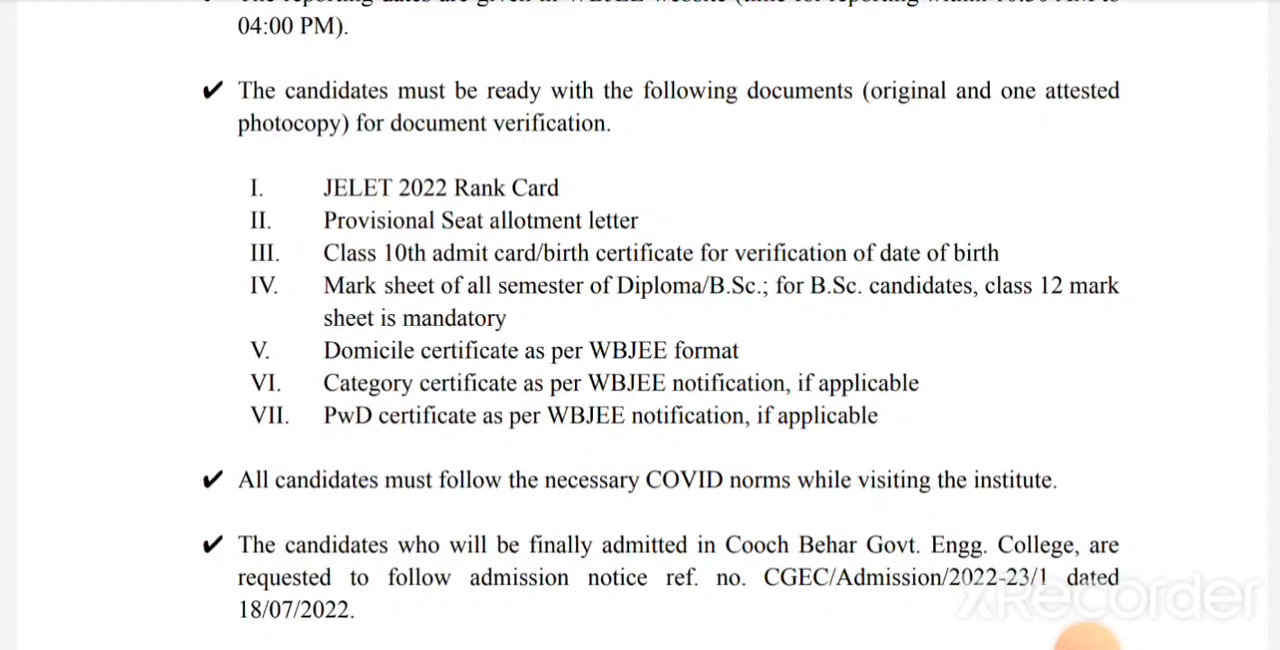 04:00 PM).
✔ The candidates must be ready with the following documents (original and one attested
photocopy) for document verification.
I. JELET 2022 Rank Card
II. Provisional Seat allotment letter
III. Class 10th admit card/birth certificate for verification of date of birth
IV. Mark sheet of all semester of Diploma/B.Sc.; for B.Sc. candidates, class 12 mark
sheet is mandatory
V. Domicile certificate as per WBJEE format
VI. Category certificate as per WBJEE notification, if applicable
VII. PwD certificate as per WBJEE notification, if applicable
✔ All candidates must follow the necessary COVID norms while visiting the institute.
✔ The candidates who will be finally admitted in Cooch Behar Govt. Engg. College, are
requested to follow admission notice ref. no. CGEC/Admission/2022-23/1 dated
18/07/2022.
XRecorder